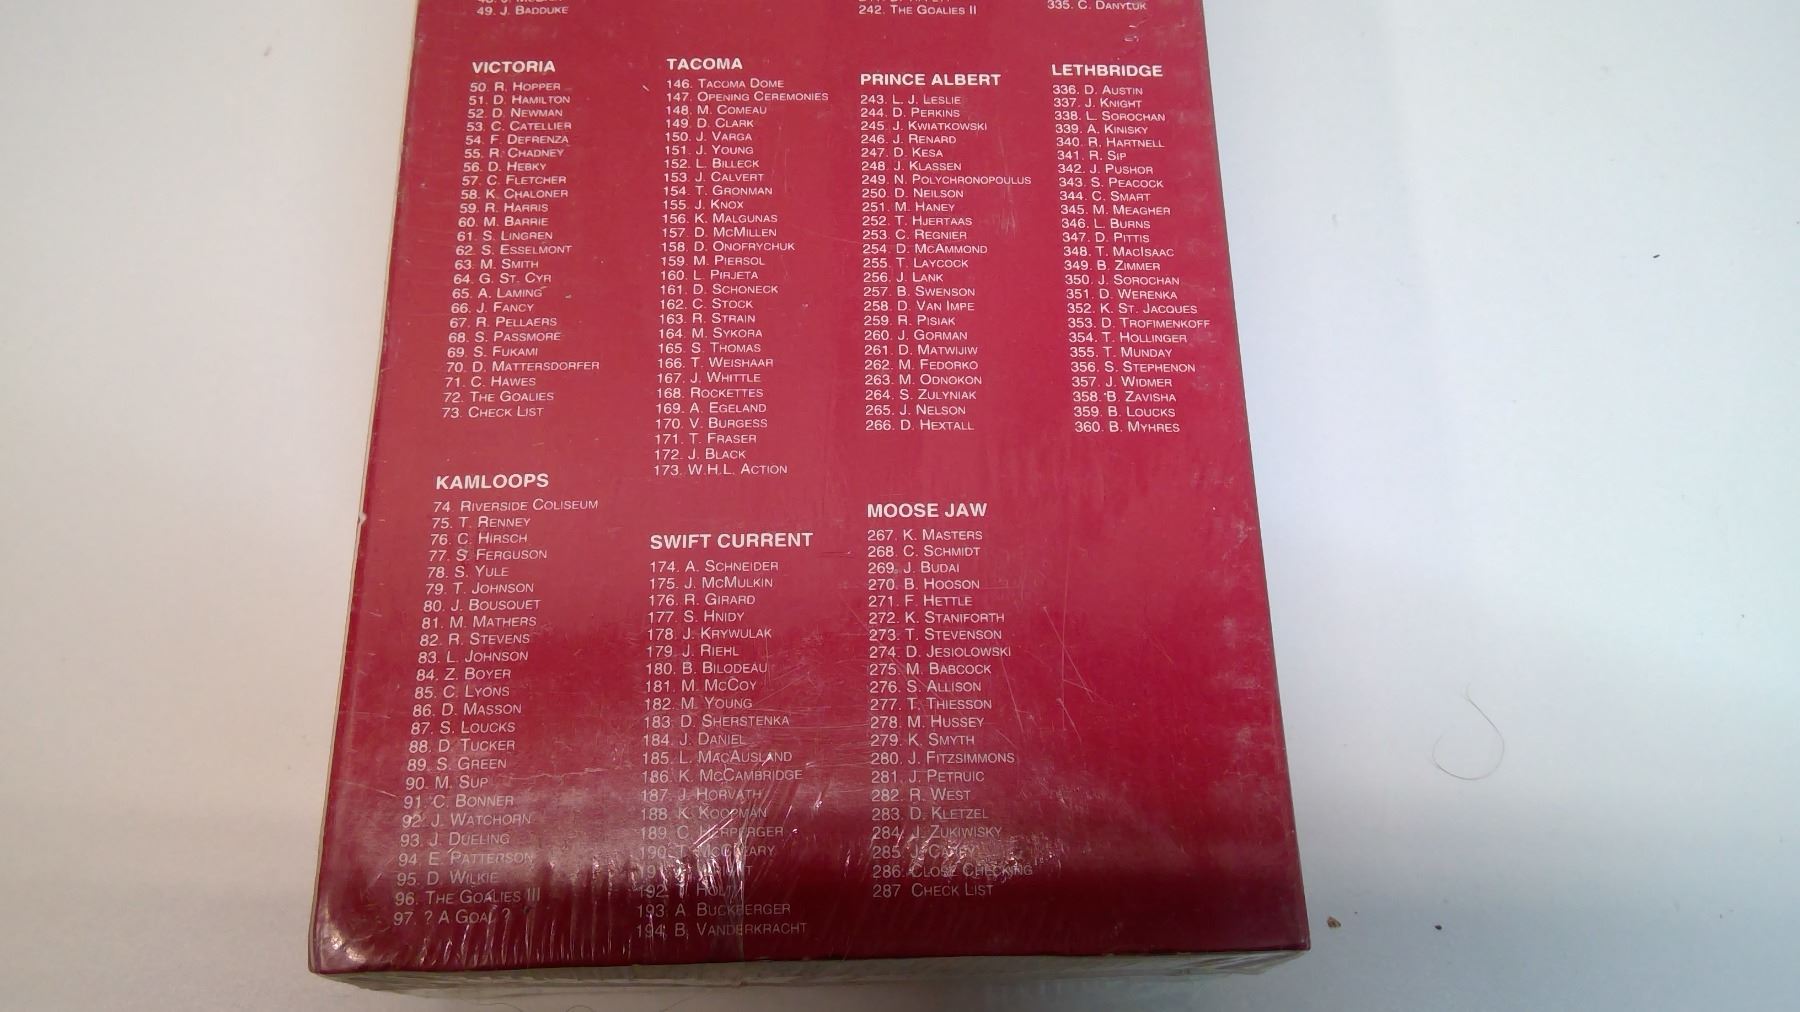 49. J. BADDUKE
VICTORIA
50. R. HOPPER
51. D. HAMILTON
52. D. NEWMAN
53. C. CATELLIER
54. F. DEFRENZA
55. R. CHADNEY
56. D. HEBKY
57. C. FLETCHER
58. K. CHALONER
59. R. HARRIS
60. M. BARRIE
61. S. LINGREN
62. S. ESSELMONT
63. M. SMITH
64. G. ST. CYR
65. A. LAMING
66. J. FANCY
67. R. PELLAERS
68. S. PASSMORE
69. S. FUKAMI
70. D. MATTERSDORFER
71. C. HAWES
72. THE GOALIES
73. CHECK LIST
KAMLOOPS
74 RIVERSIDE COLISEUM
75. T. RENNEY
76. C. HIRSCH
77. S. FERGUSON
78. S. YULE
79. T. JOHNSON
80. J. BOUSQUET
81. M. MATHERS
82. R. STEVENS
83. L. JOHNSON
84. Z. BOYER
85. C. LYONS
86. D. MASSON
87. S. LOUCKS
88. D. TUCKER
89. S. GREEN
90. M. SUP
91. C. BONNER
92. J. WATCHORN
93. J. DUELING
94. E. PATTERSON
95. D. WILKIE
96. THE GOALIES III
97. ? A GOAL ?
TACOMA
146. TACOMA DOME
147. OPENING CEREMONIES
148. M. COMEAU
149. D. CLARK
150. J. VARGA
151. J. YOUNG
152. L. BILLECK
153. J. CALVERT
154. T. GRONMAN
155. J. KNOX
156. K. MALGUNAS
157. D. MCMILLEN
158. D. ONOFRYCHUK
159. M. PIERSOL
160. L. PIRJETA
161. D. SCHONECK
162. C. STOCK
163. R. STRAIN
164. M. SYKORA
165. S. THOMAS
166. T. WEISHAAR
167. J. WHITTLE
168. ROCKETTES
169. A. EGELAND
170. V. BURGESS
171. T. FRASER
172. J. BLACK
173. W.H.L. ACTION
SWIFT CURRENT
174. A. SCHNEIDER
175. J. MCMULKIN
176. R. GIRARD
177. S. HNIDY
178. J. KRYWULAK
179. J. RIEHL
180. B. BILODEAU
181. M. MCCOY
182. M. YOUNG
183. D. SHERSTENKA
184. J. DANIEL
185. L. MACAUSLAND
186. K. MCCAMBRIDGE
187. J. HORVATH
188. K. KOOPMAN
189. C. HERPERGER
190.
192.
193. A. BUCKBERGER
194. B. VANDERKRACHT
242. THE GOALIES II
PRINCE ALBERT
243. L. J. LESLIE
244. D. PERKINS
245. J. KWIATKOWSKI
246. J. RENARD
247. D. KESA
248. J. KLASSEN
249. N. POLYCHRONOPOULUS
250. D. NEILSON
251. M. HANEY
252. T. HJERTAAS
253. C. REGNIER
254. D. MCAMMOND
255. T. LAYCOCK
256. J. LANK
257. B. SWENSON
258. D. VAN IMPE
259. R. PISIAK
260. J. GORMAN
261. D. MATWIJIW
262. M. FEDORKO
263. M. ODNOKON
264. S. ZULYNIAK
265. J. NELSON
266. D. HEXTALL
MOOSE JAW
267. K. MASTERS
268. C. SCHMIDT
269. J. BUDAI
270. B. HOOSON
271. F. HETTLE
272. K. STANIFORTH
273. T. STEVENSON
274. D. JESIOLOWSKI
275. M. BABCOCK
276. S. ALLISON
277. T. THIESSON
278. M. HUSSEY
279. K. SMYTH
280. J. FITZSIMMONS
281. J. PETRUIC
282. R. WEST
283. D. KLETZEL
284. J. ZUKIWISKY
285. J.
286. CLOSE CHECKING
287 CHECK LIST
335. C. DANYLUK
LETHBRIDGE
336. D. AUSTIN
337. J. KNIGHT
338. L. SOROCHAN
339. A. KINISKY
340. R. HARTNELL
341. R. SIP
342. J. PUSHOR
343. S. PEACOCK
344. C. SMART
345. M. MEAGHER
346. L. BURNS
347. D. PITTIS
348. T. MACISAAC
349. B. ZIMMER
350. J. SOROCHAN
351. D. WERENKA
352. K. ST. JACQUES
353. D. TROFIMENKOFF
354. T. HOLLINGER
355. T. MUNDAY
356. S. STEPHENON
357. J. WIDMER
358. B. ZAVISHA
359. B. LOUCKS
360. B. MYHRES